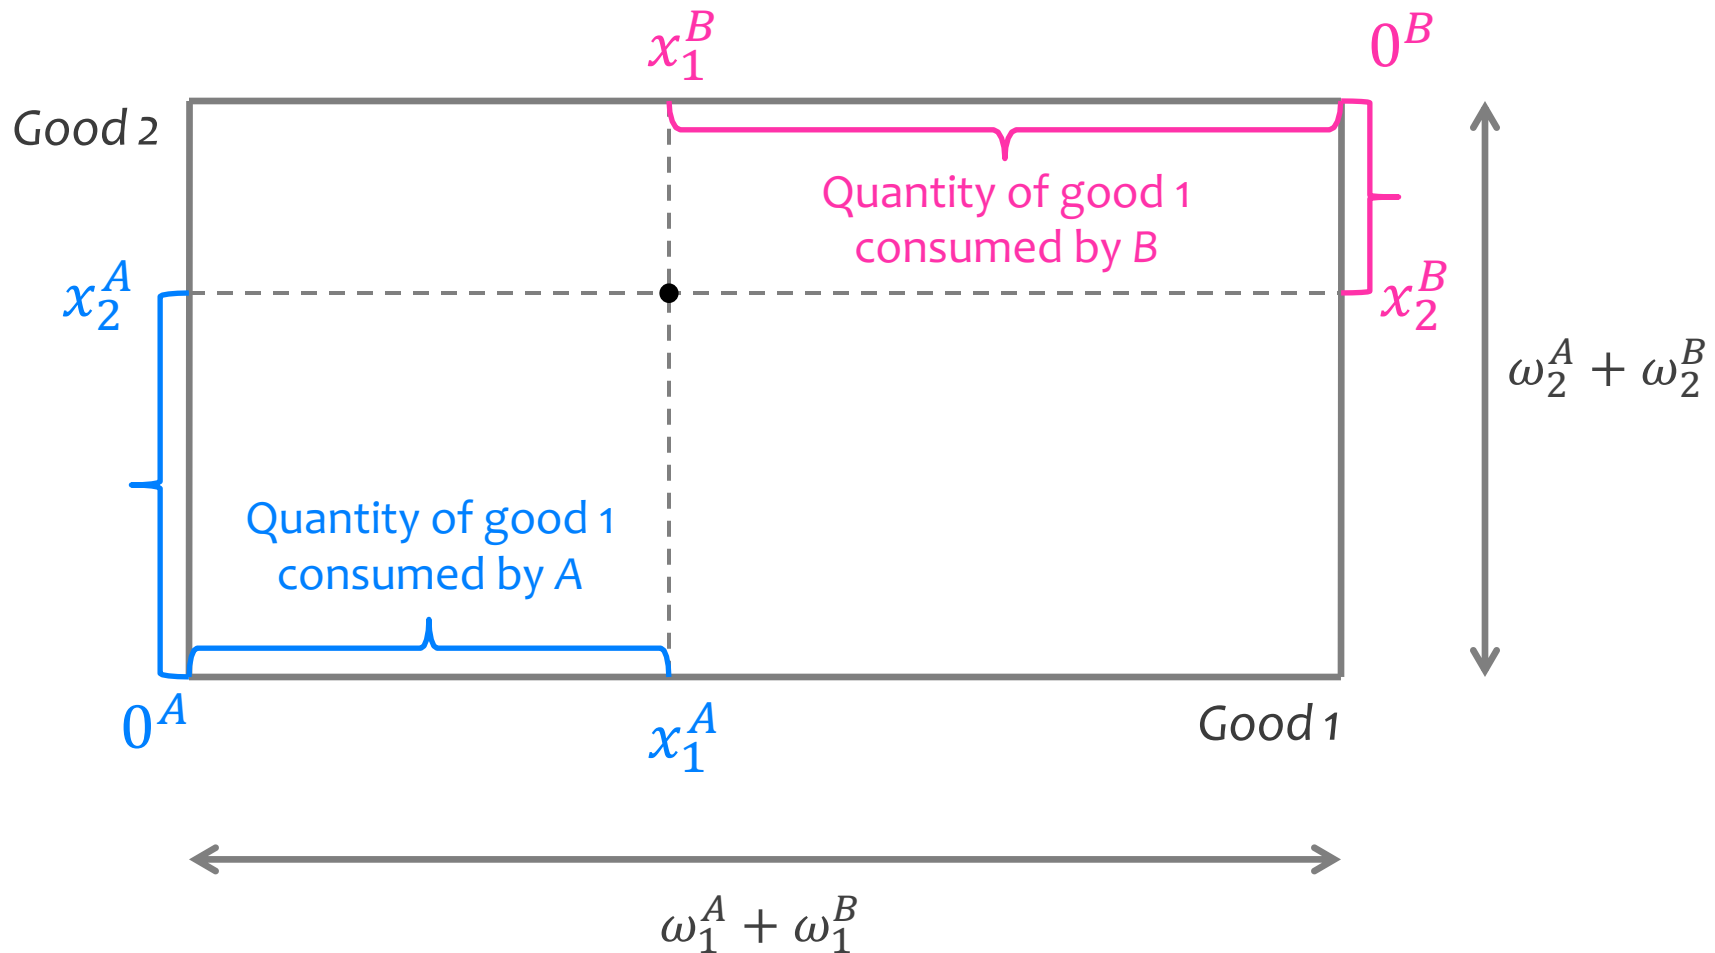 x₁ᴮ
0ᴮ
Good 2
Quantity of good 1
consumed by B
x₂ᴬ
x₂ᴮ
ω₂ᴬ + ω₂ᴮ
Quantity of good 1
consumed by A
0ᴬ
x₁ᴬ
Good 1
ω₁ᴬ + ω₁ᴮ